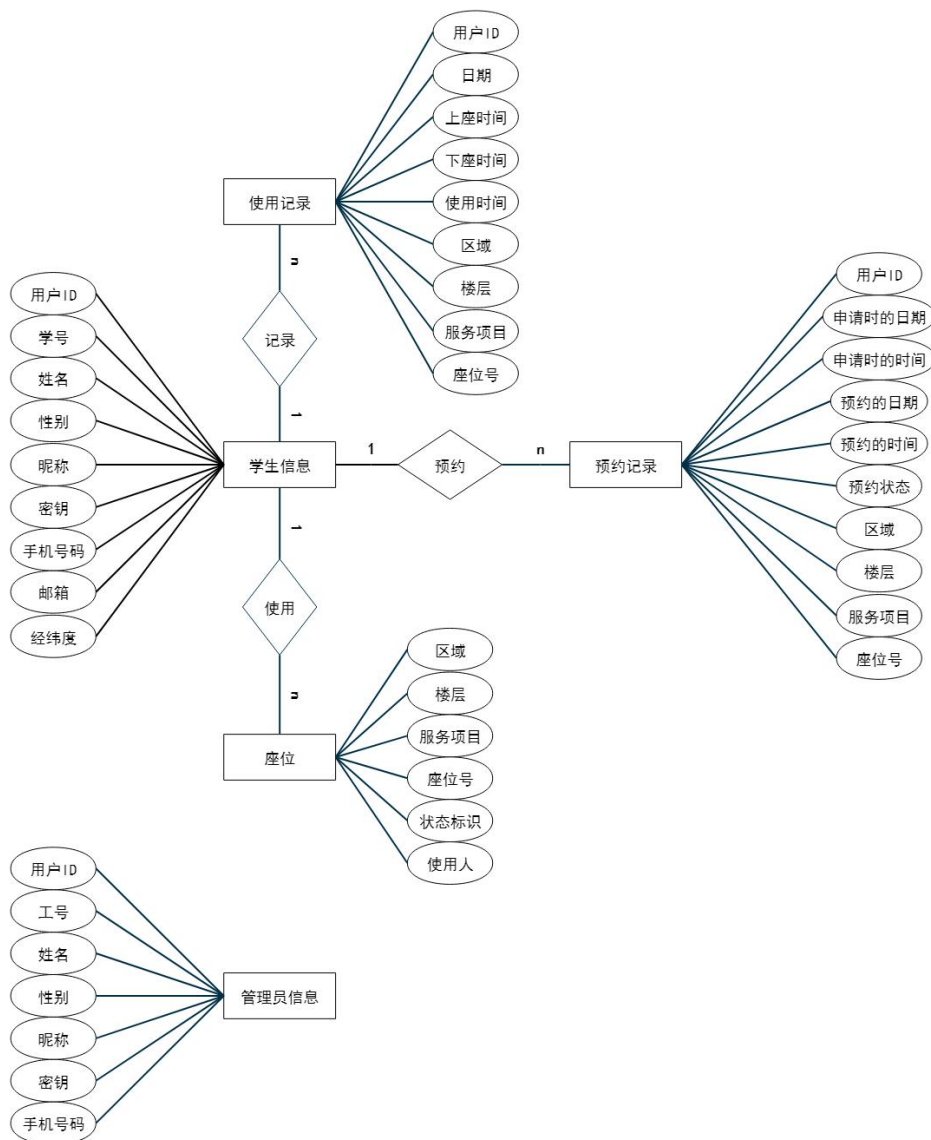 用户ID
日期
上座时间
下座时间
使用时间
区域
楼层
服务项目
座位号
使用记录
n
记录
1
用户ID
学号
姓名
性别
昵称
密钥
手机号码
邮箱
经纬度
学生信息
1
预约
n
预约记录
用户ID
申请时的日期
申请时的时间
预约的日期
预约的时间
预约状态
区域
楼层
服务项目
座位号
1
使用
n
座位
区域
楼层
服务项目
座位号
状态标识
使用人
用户ID
工号
姓名
性别
昵称
密钥
手机号码
管理员信息